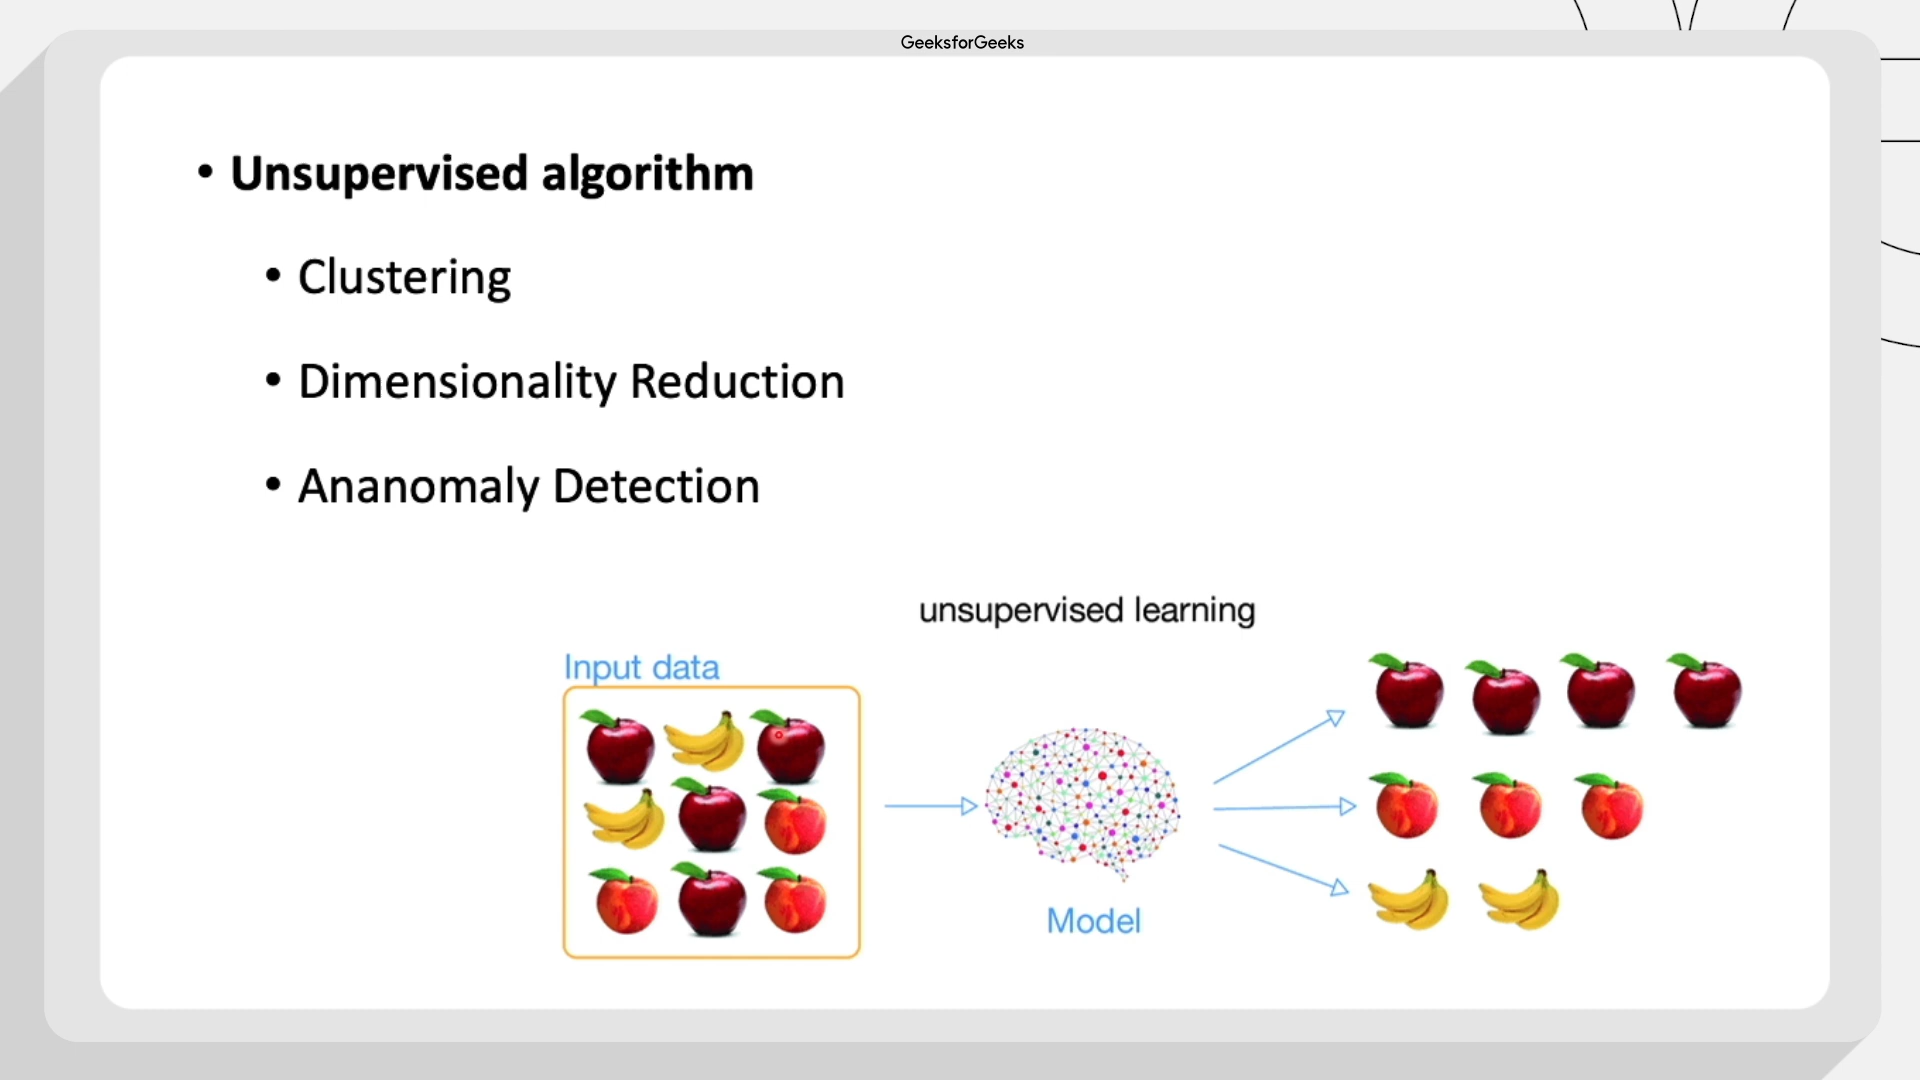 GeeksforGeeks
• Unsupervised algorithm
• Clustering
• Dimensionality Reduction
• Ananomaly Detection
unsupervised learning
Input data
Model